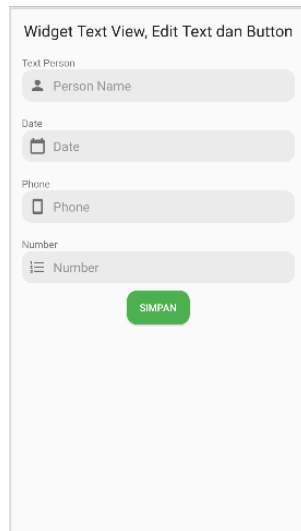 Widget Text View, Edit Text dan Button
Text Person
Person Name
Date
Date
Phone
Phone
Number
Number
SIMPAN